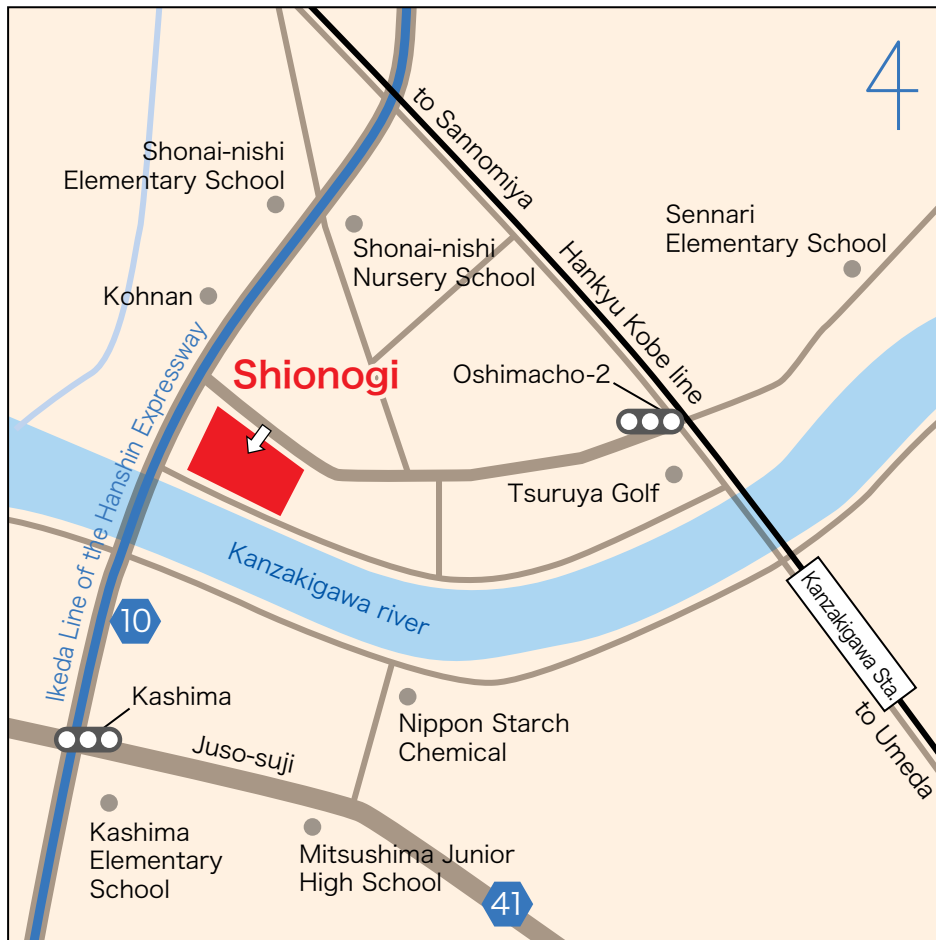 to Sannomiya
Shonai-nishi
Elementary School
Sennari
Elementary School
Shonai-nishi
Nursery School
Hankyu Kobe line
Kohnan
Shionogi
Oshimacho-2
Ikeda Line of the Hanshin Expressway
Tsuruya Golf
Kanzakigawa river
Kanzakigawa Sta.
10
Kashima
Nippon Starch
Chemical
to Umeda
Juso-suji
Kashima
Elementary
School
Mitsushima Junior
High School
41